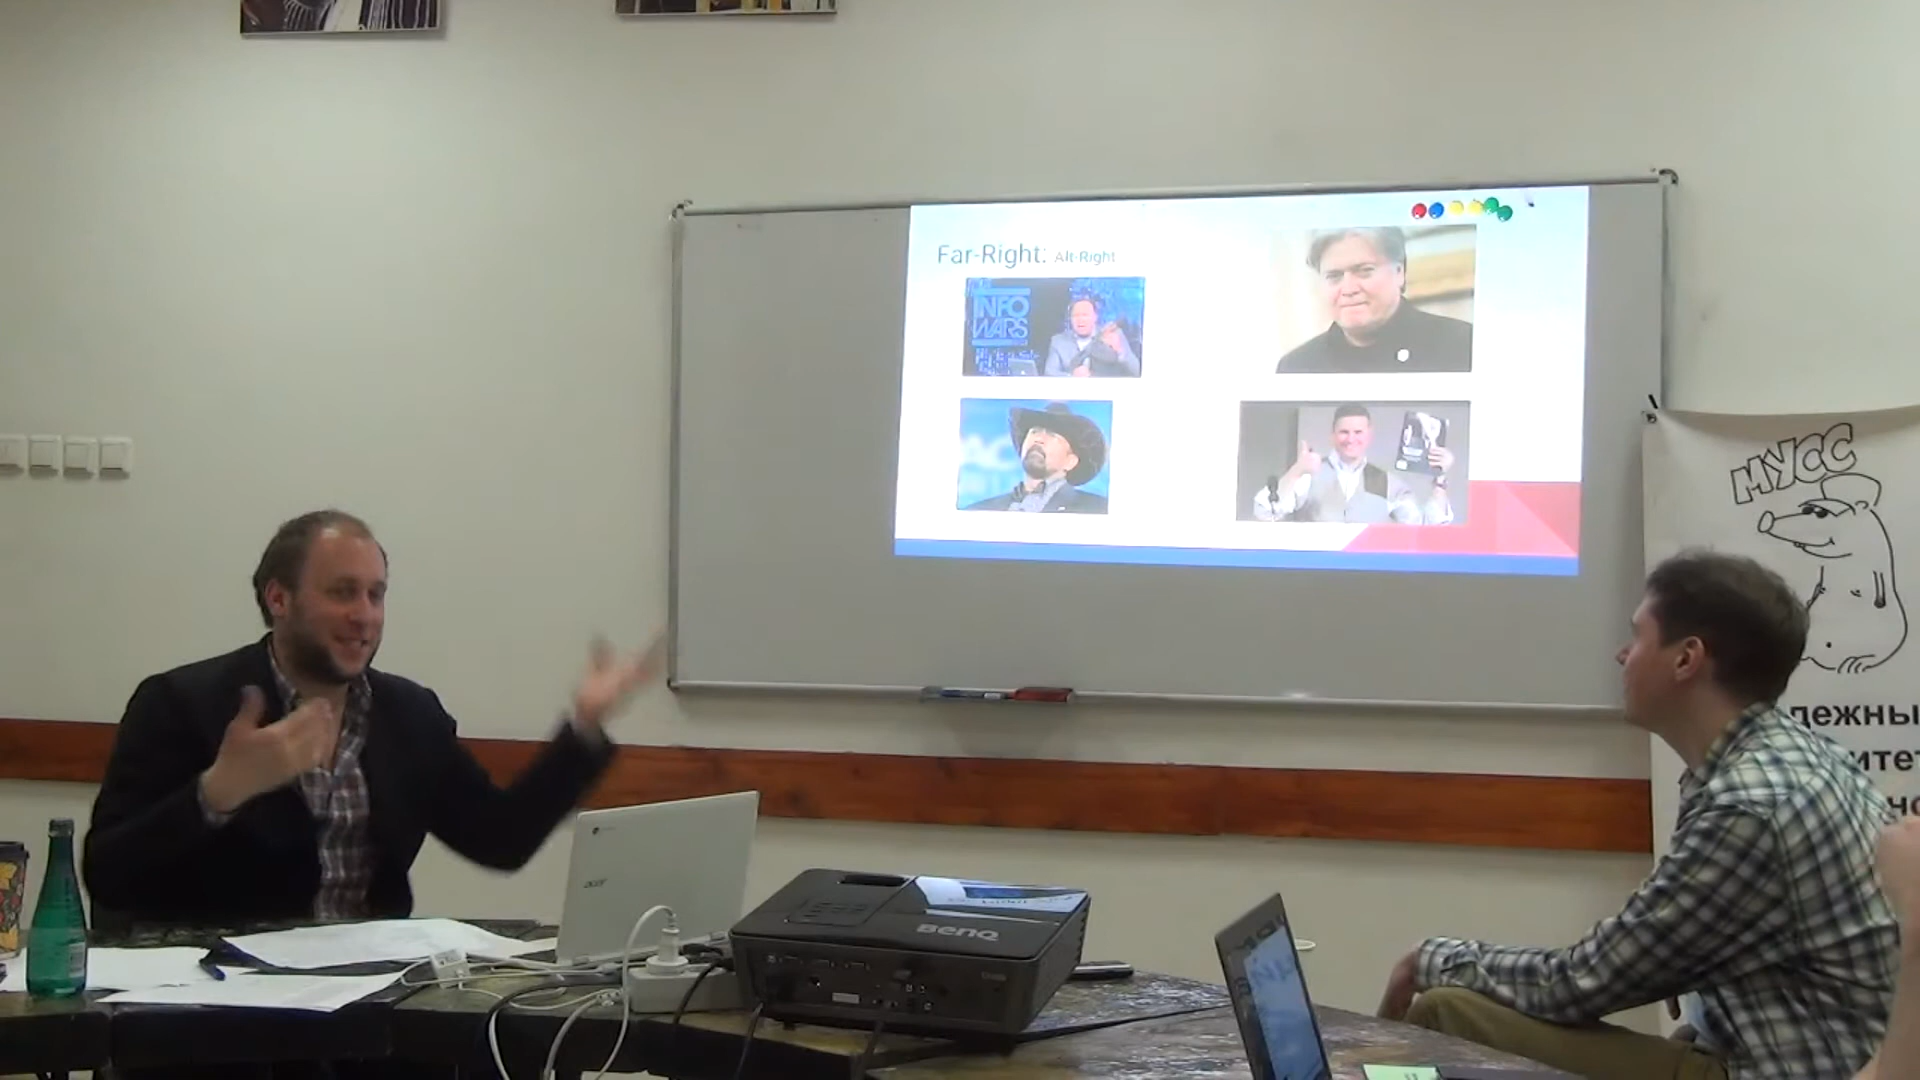 Far-Right: Alt-Right
INFO
WARS
МУСС
дежны
итет
но
acer
BenQ